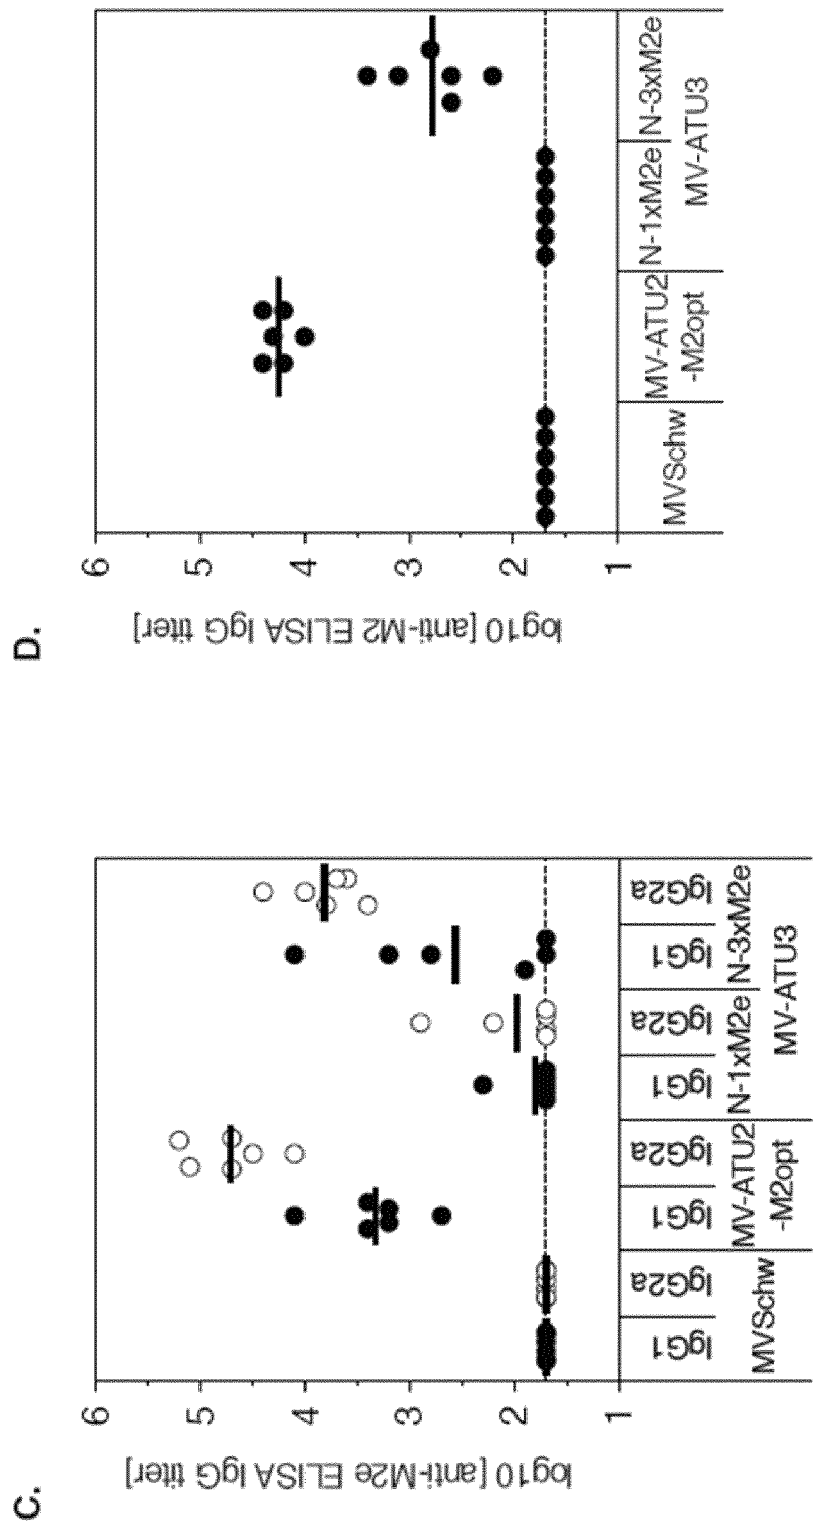 C.
log10 [anti-M2e ELISA IgG titer]
6
5
4
3
2
1
IgG1 IgG2a IgG1 IgG2a IgG1 IgG2a IgG1 IgG2a
MVSchw MV-ATU2 N-1xM2e N-3xM2e
-M2opt MV-ATU3
D.
log10 [anti-M2 ELISA IgG titer]
6
5
4
3
2
1
MVSchw MV-ATU2 N-1xM2e N-3xM2e
-M2opt MV-ATU3